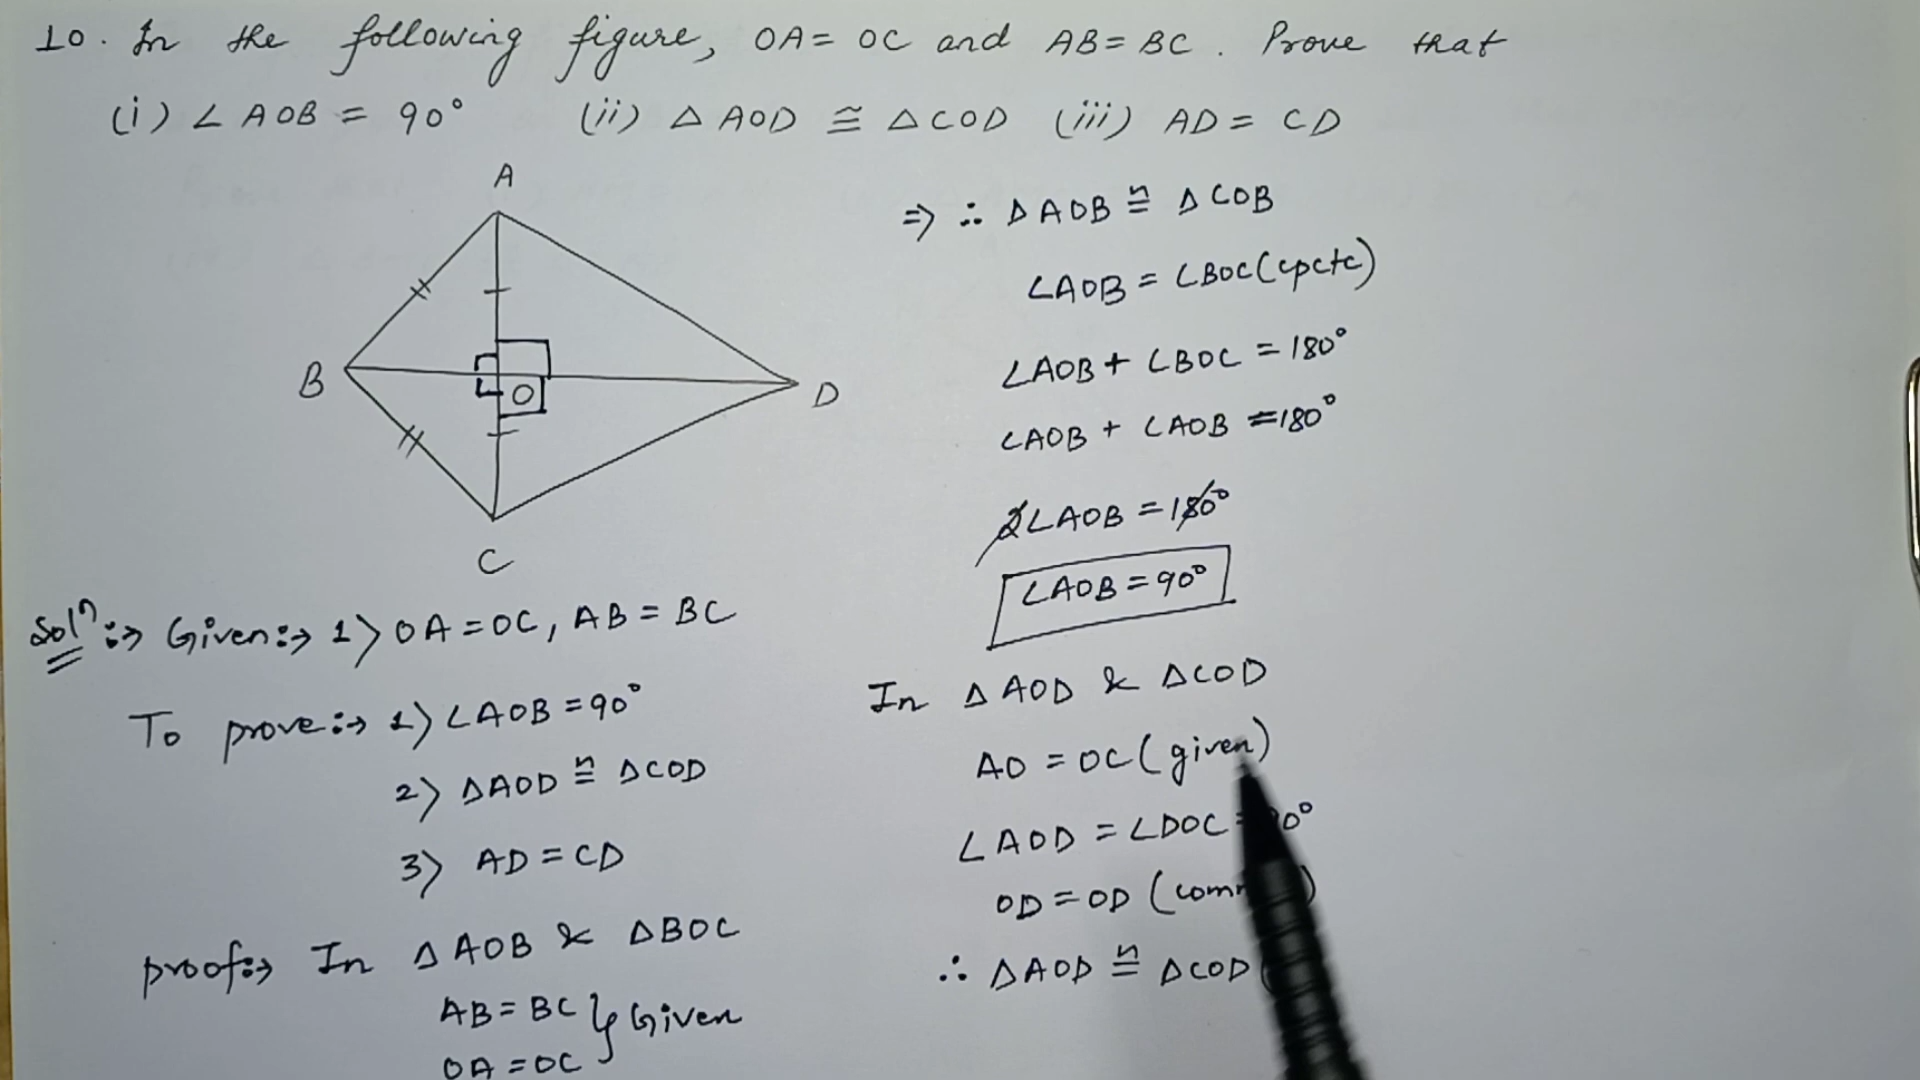 10. In the following figure, OA = OC and AB = BC. Prove that
(i) ∠AOB = 90° (ii) △AOD ≅ △COD (iii) AD = CD
A
B
O
D
C
Solⁿ :→ Given :→ 1) OA = OC, AB = BC
To prove :→ 1) ∠AOB = 90°
2) △AOD ≅ △COD
3) AD = CD
proof :→ In △AOB & △BOC
AB = BC } Given
OA = OC
⇒ ∴ △AOB ≅ △COB
∠AOB = ∠BOC (cpctc)
∠AOB + ∠BOC = 180°
∠AOB + ∠AOB = 180°
2∠AOB = 180°
∠AOB = 90°
In △AOD & △COD
AO = OC (given)
∠AOD = ∠DOC
OD = OD
∴ △AOD ≅ △COD